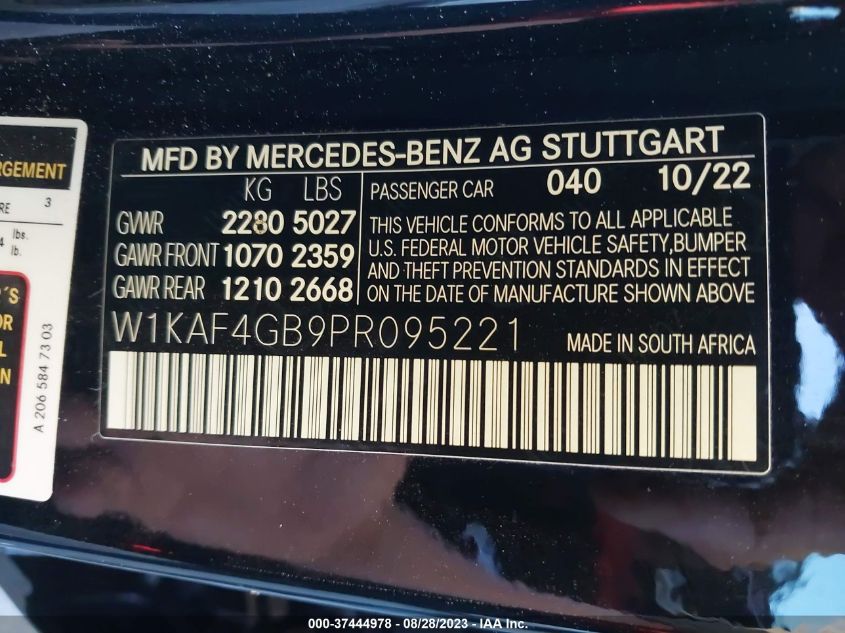 RGEMENT
RE 3
4 lbs.
lb.
R´S
OR
L
N
A 206 584 73 03
MFD BY MERCEDES-BENZ AG STUTTGART
KG LBS
PASSENGER CAR 040 10/22
GVWR 2280 5027
GAWR FRONT 1070 2359
GAWR REAR 1210 2668
THIS VEHICLE CONFORMS TO ALL APPLICABLE
U.S. FEDERAL MOTOR VEHICLE SAFETY,BUMPER
AND THEFT PREVENTION STANDARDS IN EFFECT
ON THE DATE OF MANUFACTURE SHOWN ABOVE
W1KAF4GB9PR095221
MADE IN SOUTH AFRICA
000-37444978 - 08/28/2023 - IAA Inc.